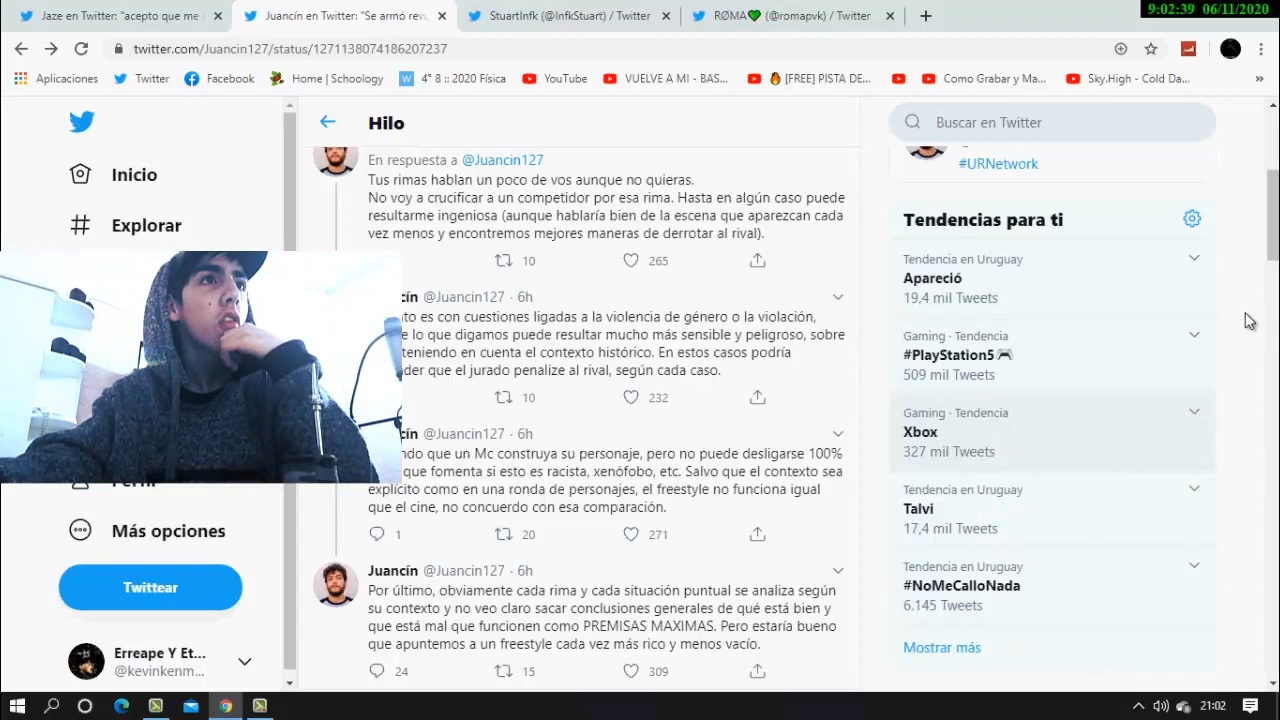 Jaze en Twitter: "acepto que me s
Juancín en Twitter: "Se armó revu
StuartInfk (@InfkStuart) / Twitter
RØMA💚 (@romapvk) / Twitter
9:02:39 06/11/2020
twitter.com/Juancin127/status/1271138074186207237
Aplicaciones
Twitter
Facebook
Home | Schoology
4° 8 :: 2020 Física
YouTube
VUELVE A MI - BAS...
🔥 [FREE] PISTA DE...
Como Grabar y Ma...
Sky.High - Cold Da...
»
Hilo
Buscar en Twitter
Inicio
Explorar
Más opciones
Twittear
Erreape Y Et...
@kevinkenm...
En respuesta a @Juancin127
Tus rimas hablan un poco de vos aunque no quieras.
No voy a crucificar a un competidor por esa rima. Hasta en algún caso puede
resultarme ingeniosa (aunque hablaría bien de la escena que aparezcan cada
vez menos y encontremos mejores maneras de derrotar al rival).
10 265
cín @Juancin127 · 6h
to es con cuestiones ligadas a la violencia de género o la violación,
e lo que digamos puede resultar mucho más sensible y peligroso, sobre
teniendo en cuenta el contexto histórico. En estos casos podría
der que el jurado penalize al rival, según cada caso.
10 232
cín @Juancin127 · 6h
ndo que un Mc construya su personaje, pero no puede desligarse 100%
que fomenta si esto es racista, xenófobo, etc. Salvo que el contexto sea
explícito como en una ronda de personajes, el freestyle no funciona igual
que el cine, no concuerdo con esa comparación.
1 20 271
Juancín @Juancin127 · 6h
Por último, obviamente cada rima y cada situación puntual se analiza según
su contexto y no veo claro sacar conclusiones generales de qué está bien y
que está mal que funcionen como PREMISAS MAXIMAS. Pero estaría bueno
que apuntemos a un freestyle cada vez más rico y menos vacío.
24 15 309
#URNetwork
Tendencias para ti
Tendencia en Uruguay
Apareció
19,4 mil Tweets
Gaming · Tendencia
#PlayStation5🎮
509 mil Tweets
Gaming · Tendencia
Xbox
327 mil Tweets
Tendencia en Uruguay
Talvi
17,4 mil Tweets
Tendencia en Uruguay
#NoMeCalloNada
6.145 Tweets
Mostrar más
21:02